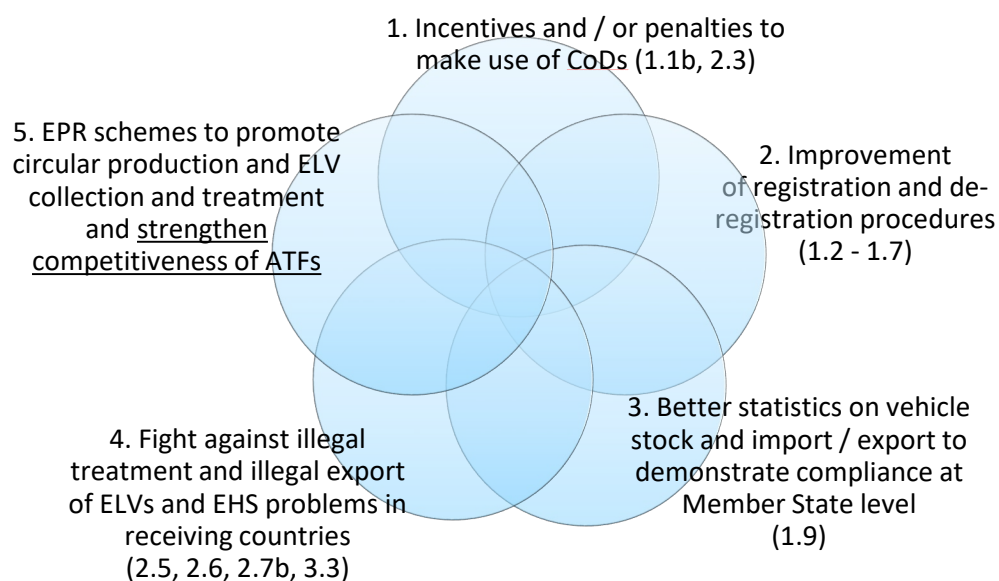 1. Incentives and / or penalties to
make use of CoDs (1.1b, 2.3)
2. Improvement
of registration and de-
registration procedures
(1.2 - 1.7)
3. Better statistics on vehicle
stock and import / export to
demonstrate compliance at
Member State level
(1.9)
4. Fight against illegal
treatment and illegal export
of ELVs and EHS problems in
receiving countries
(2.5, 2.6, 2.7b, 3.3)
5. EPR schemes to promote
circular production and ELV
collection and treatment
and strengthen
competitiveness of ATFs